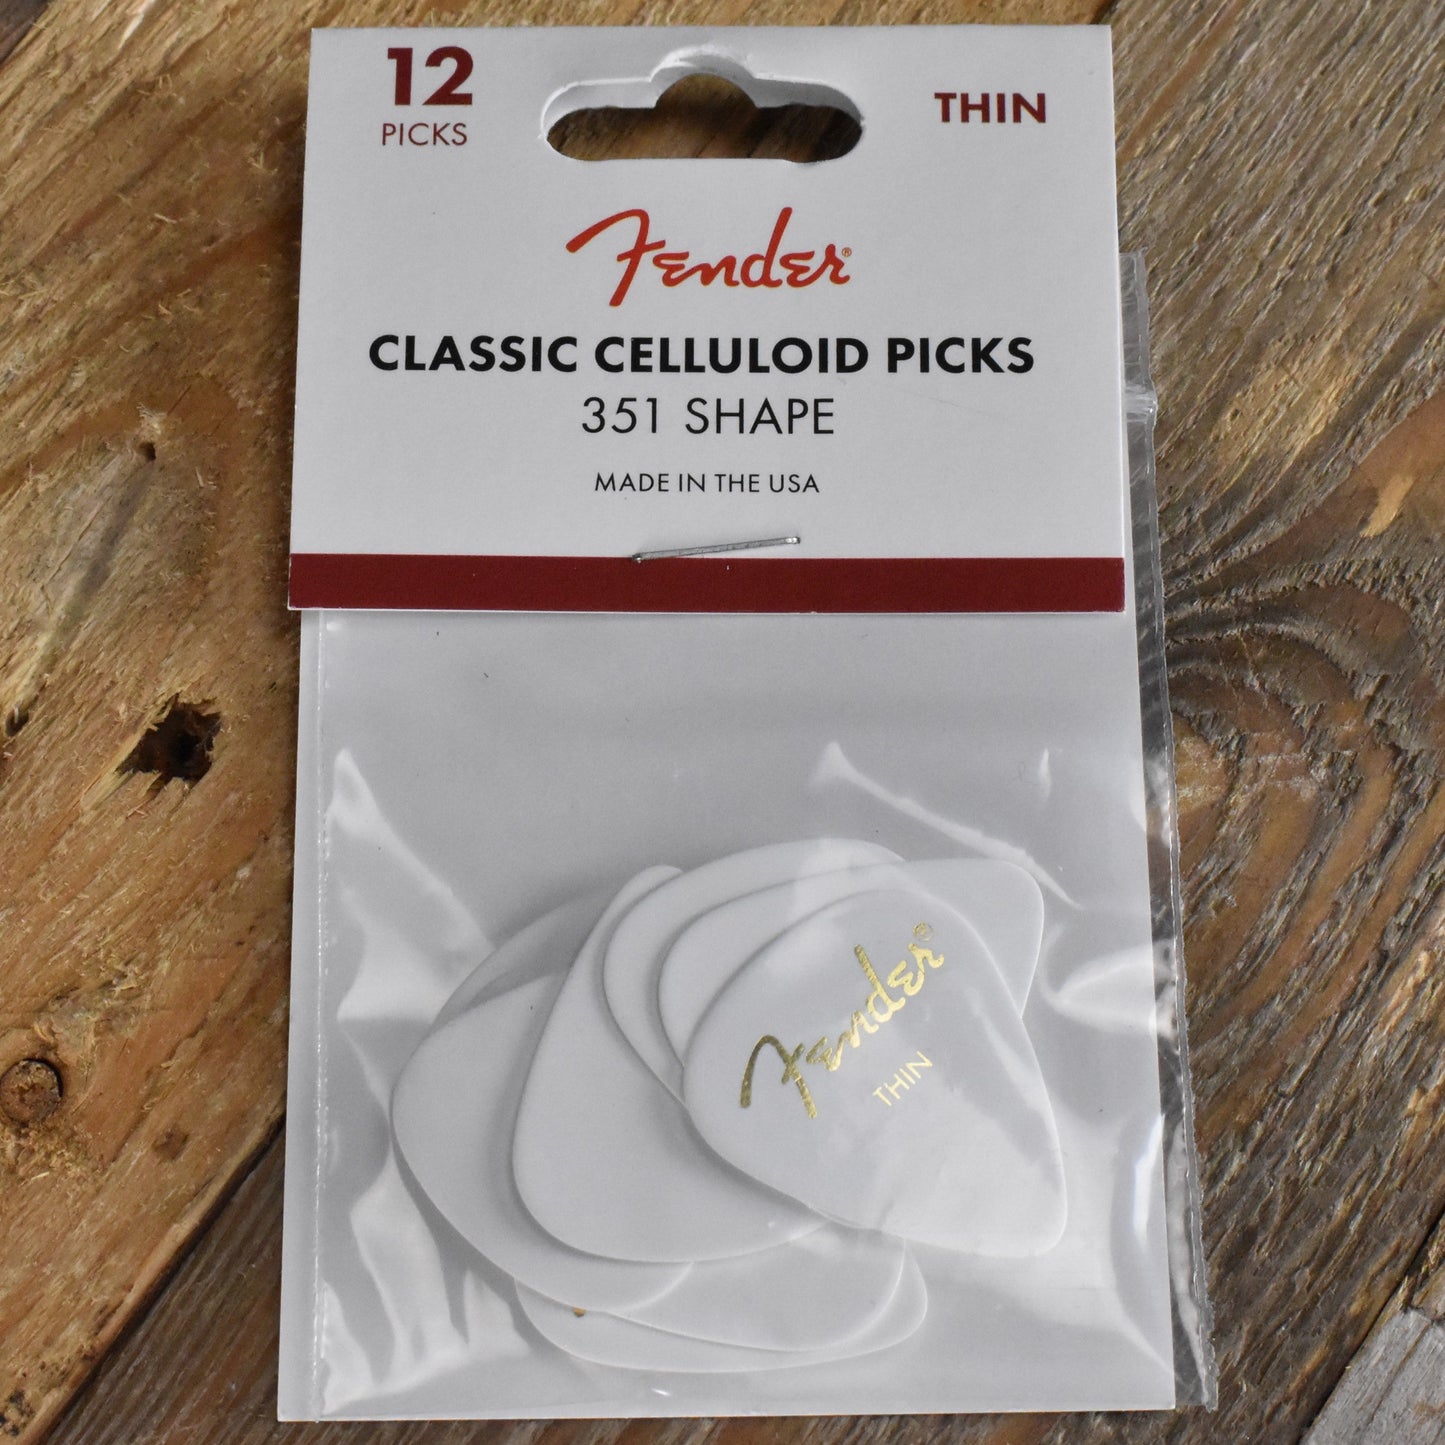 12
PICKS
THIN
Fender®
CLASSIC CELLULOID PICKS
351 SHAPE
MADE IN THE USA
Fender®
THIN